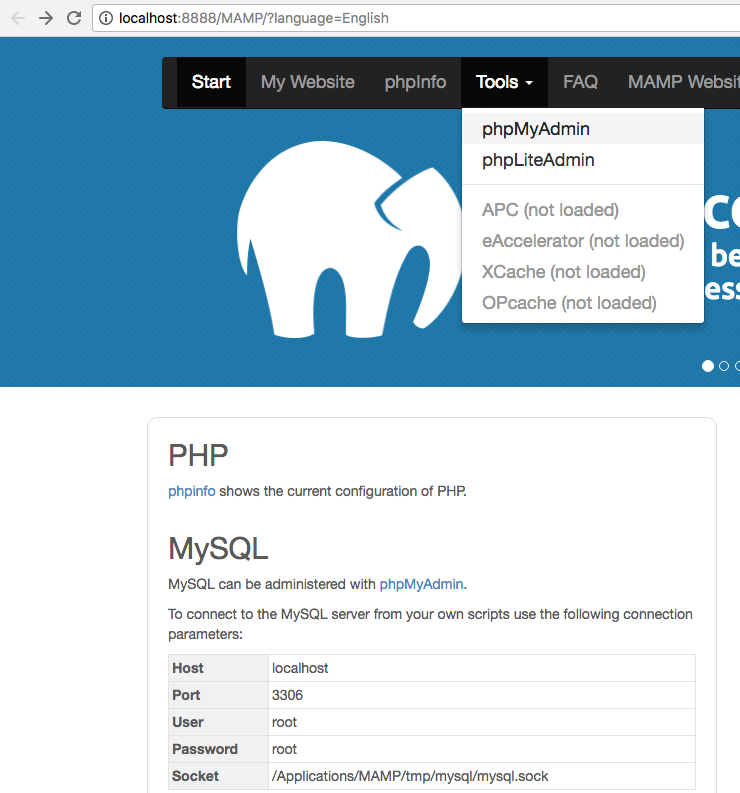 localhost:8888/MAMP/?language=English
Start My Website phpInfo Tools FAQ MAMP
phpMyAdmin
phpLiteAdmin
APC (not loaded)
eAccelerator (not loaded)
XCache (not loaded)
OPcache (not loaded)
be
PHP
phpinfo shows the current configuration of PHP.
MySQL
MySQL can be administered with phpMyAdmin.
To connect to the MySQL server from your own scripts use the following connection
parameters:
Host localhost
Port 3306
User root
Password root
Socket /Applications/MAMP/tmp/mysql/mysql.sock